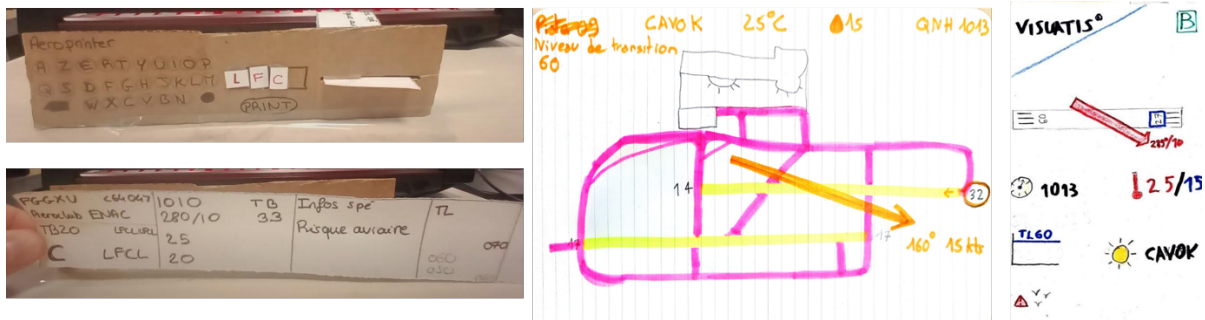 Aeroprinter
A Z E R T Y U I O P
Q S D F G H J K L M
W X C V B N
L F C
PRINT
FGGXU
Aeroclub ENAC
TB20
C LFCL
1010 TB
280/10 33
25
20
Infos spé
Risque aviaire
TL
070
060
050
CAVOK 25°C 15 QNH 1013
Niveau de transition
60
14
32
17
160° 15 kts
VISUATIS B
285°/10
1013 25/15
TL60
CAVOK